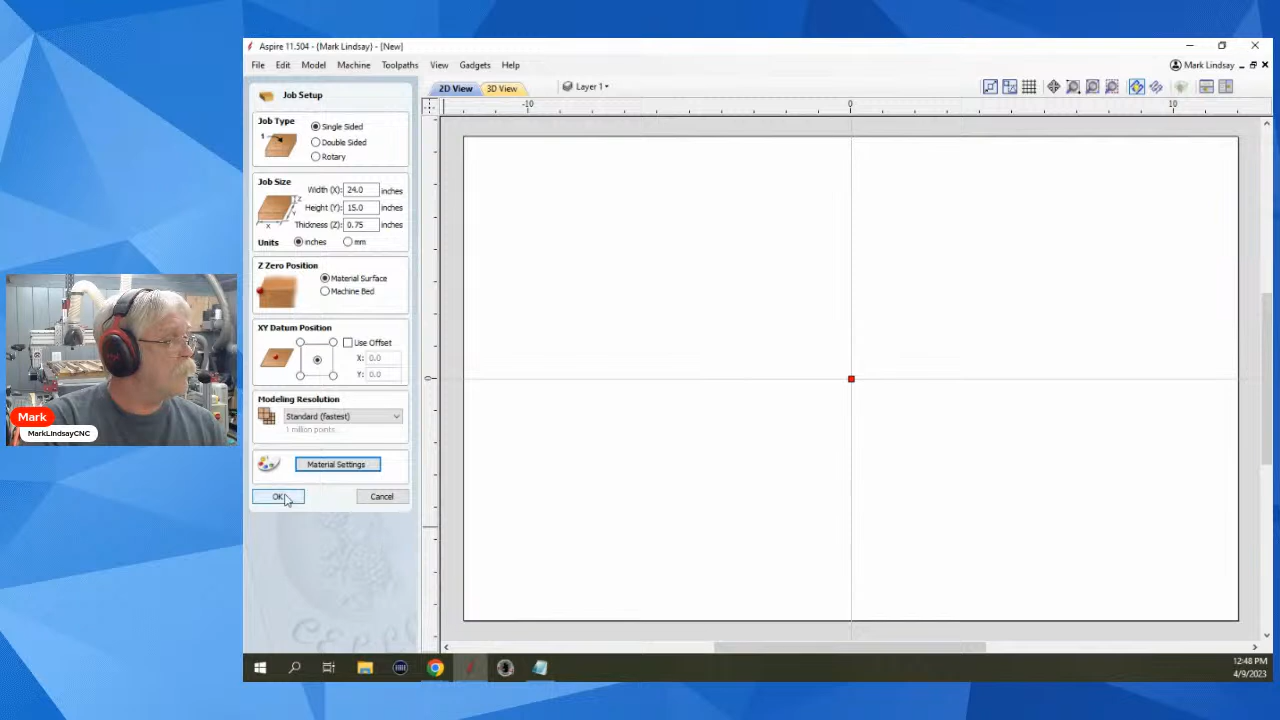 Aspire 11.504 - {Mark Lindsay} - [New]
File Edit Model Machine Toolpaths View Gadgets Help
Mark Lindsay
Job Setup
2D View 3D View Layer 1
-10 0 10
Job Type
1
Single Sided
Double Sided
Rotary
Job Size
Width (X): 24.0 inches
Height (Y): 15.0 inches
Thickness (Z): 0.75 inches
Z
Y
X
Units inches mm
Z Zero Position
Material Surface
Machine Bed
XY Datum Position
Use Offset
X: 0.0
Y: 0.0
0
Modeling Resolution
Standard (fastest)
1 million points
Material Settings
OK Cancel
Mark
MarkLindsayCNC
12:48 PM
4/9/2023